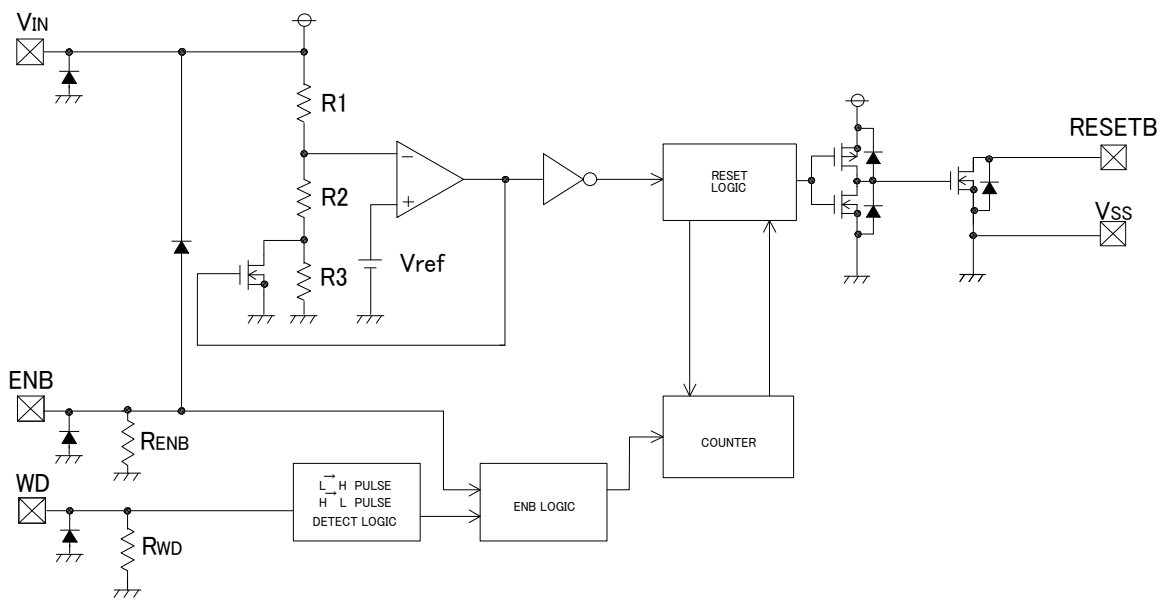 VIN
R1
R2
R3
−
+
Vref
RESET
LOGIC
RESETB
VSS
ENB
RENB
WD
RWD
L→H PULSE
H→L PULSE
DETECT LOGIC
ENB LOGIC
COUNTER